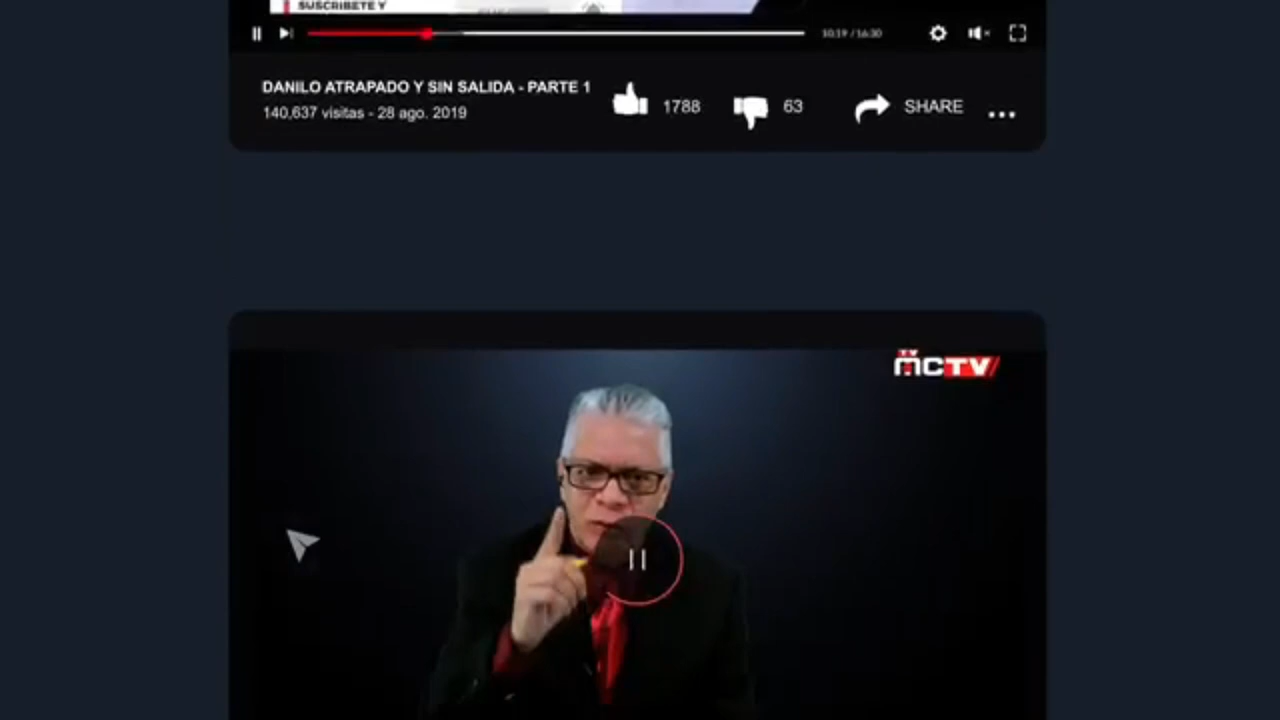 SUSCRIBETE Y
10:19 / 16:30
DANILO ATRAPADO Y SIN SALIDA - PARTE 1
140,637 visitas - 28 ago. 2019
1788
63
SHARE
TV
MCTV